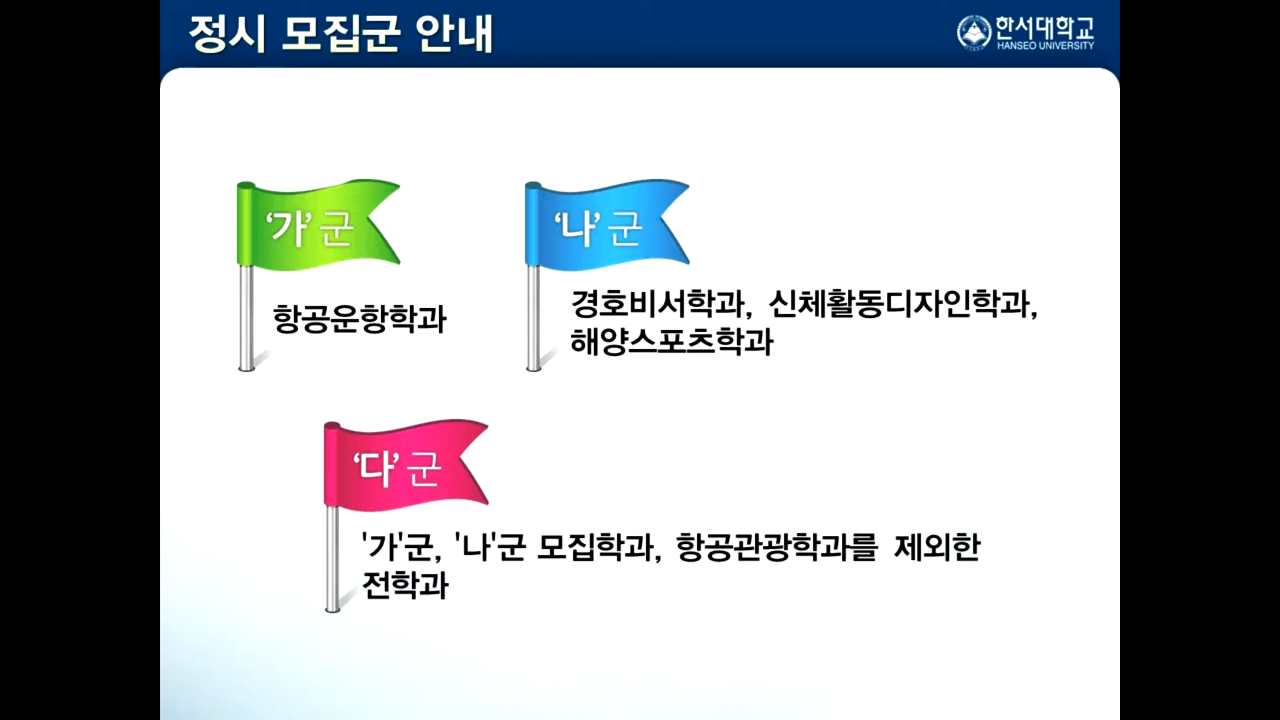 정시 모집군 안내
한서대학교
HANSEO UNIVERSITY
'가' 군
항공운항학과
'나' 군
경호비서학과, 신체활동디자인학과,
해양스포츠학과
'다' 군
'가'군, '나'군 모집학과, 항공관광학과를 제외한
전학과